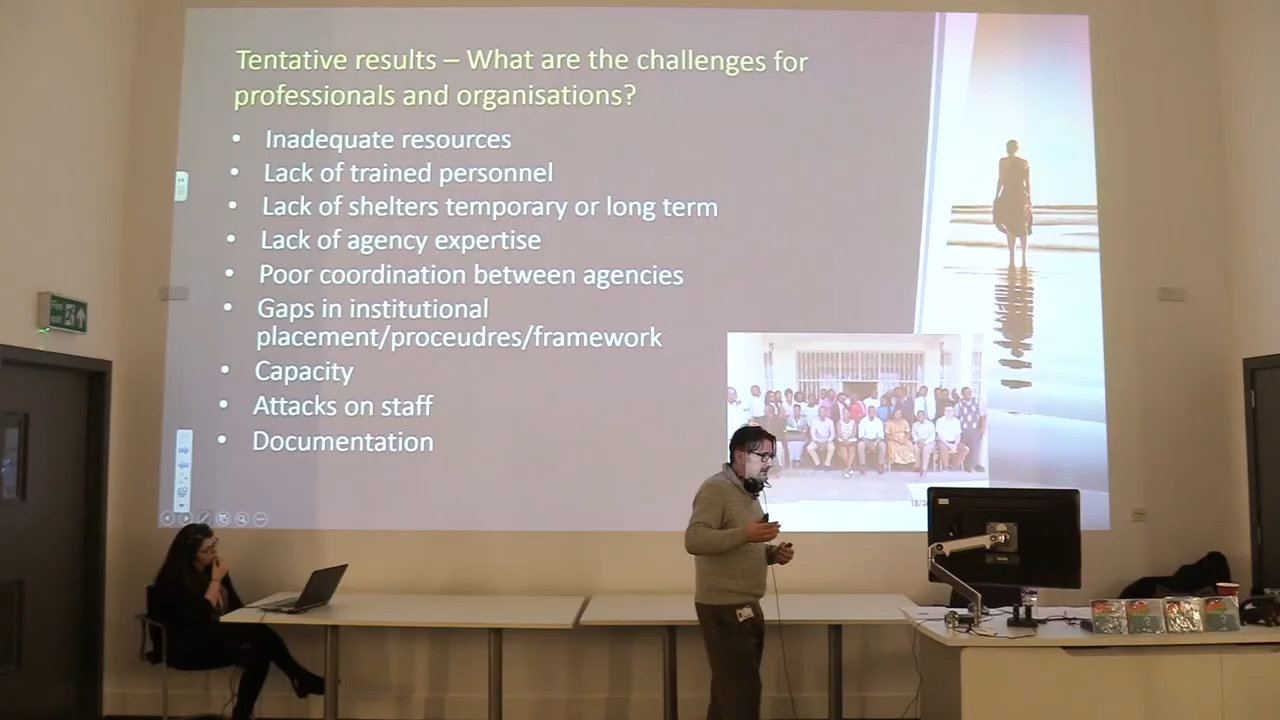 Tentative results – What are the challenges for
professionals and organisations?
• Inadequate resources
• Lack of trained personnel
• Lack of shelters temporary or long term
• Lack of agency expertise
• Poor coordination between agencies
• Gaps in institutional
placement/proceudres/framework
• Capacity
• Attacks on staff
• Documentation